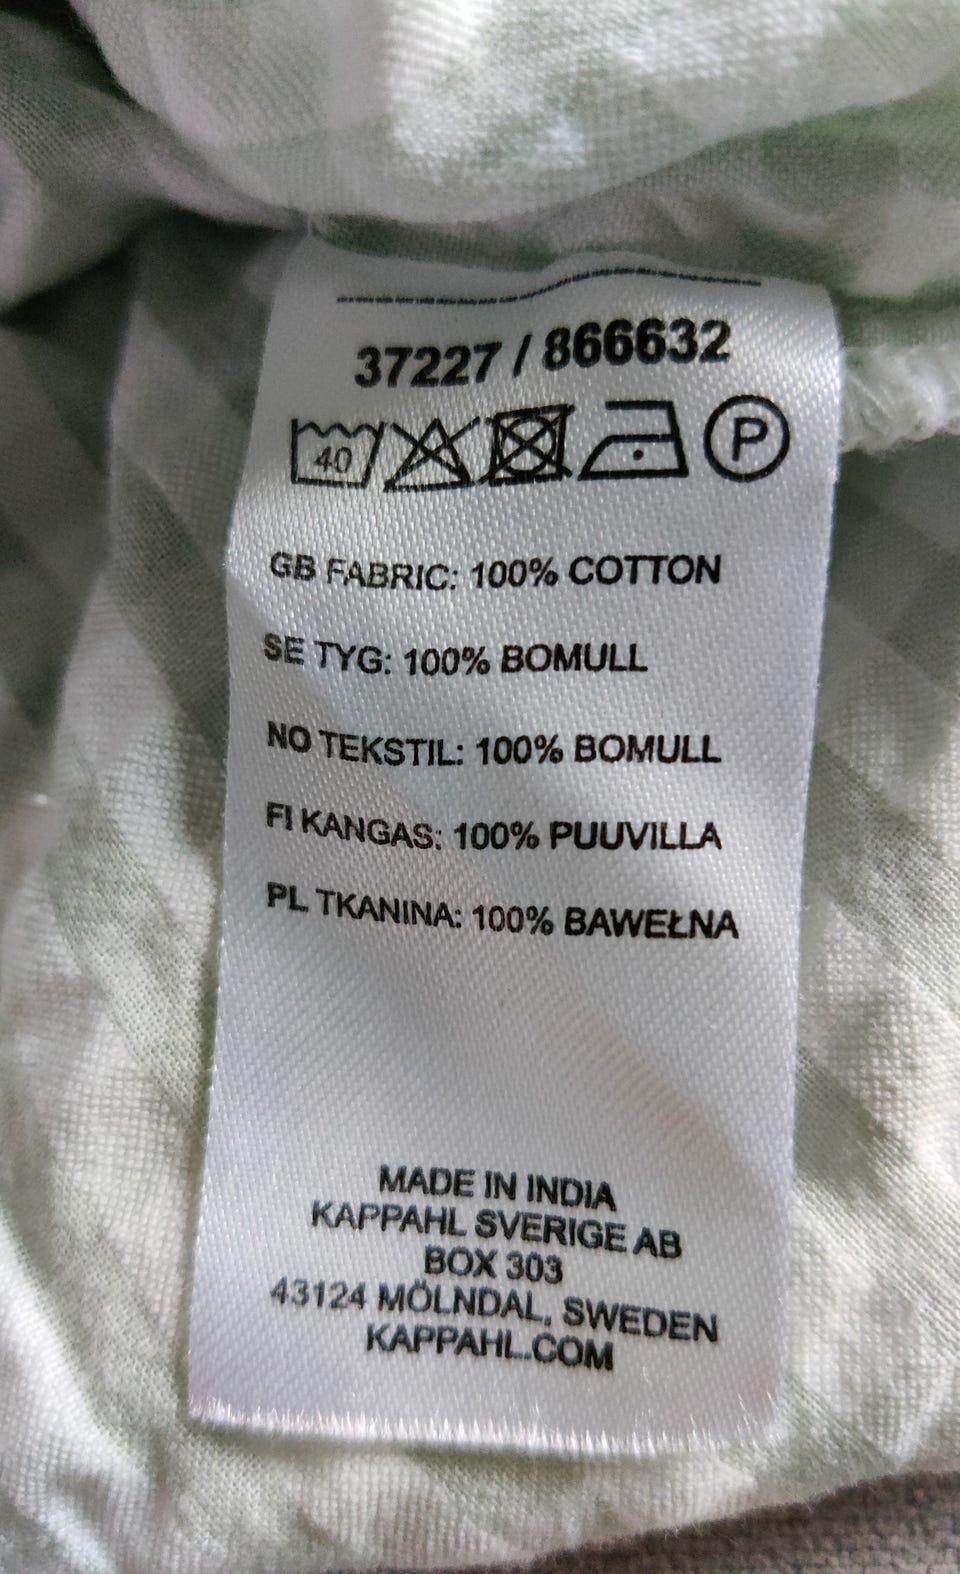 37227 / 866632
40 P
GB FABRIC: 100% COTTON
SE TYG: 100% BOMULL
NO TEKSTIL: 100% BOMULL
FI KANGAS: 100% PUUVILLA
PL TKANINA: 100% BAWEŁNA
MADE IN INDIA
KAPPAHL SVERIGE AB
BOX 303
43124 MÖLNDAL, SWEDEN
KAPPAHL.COM